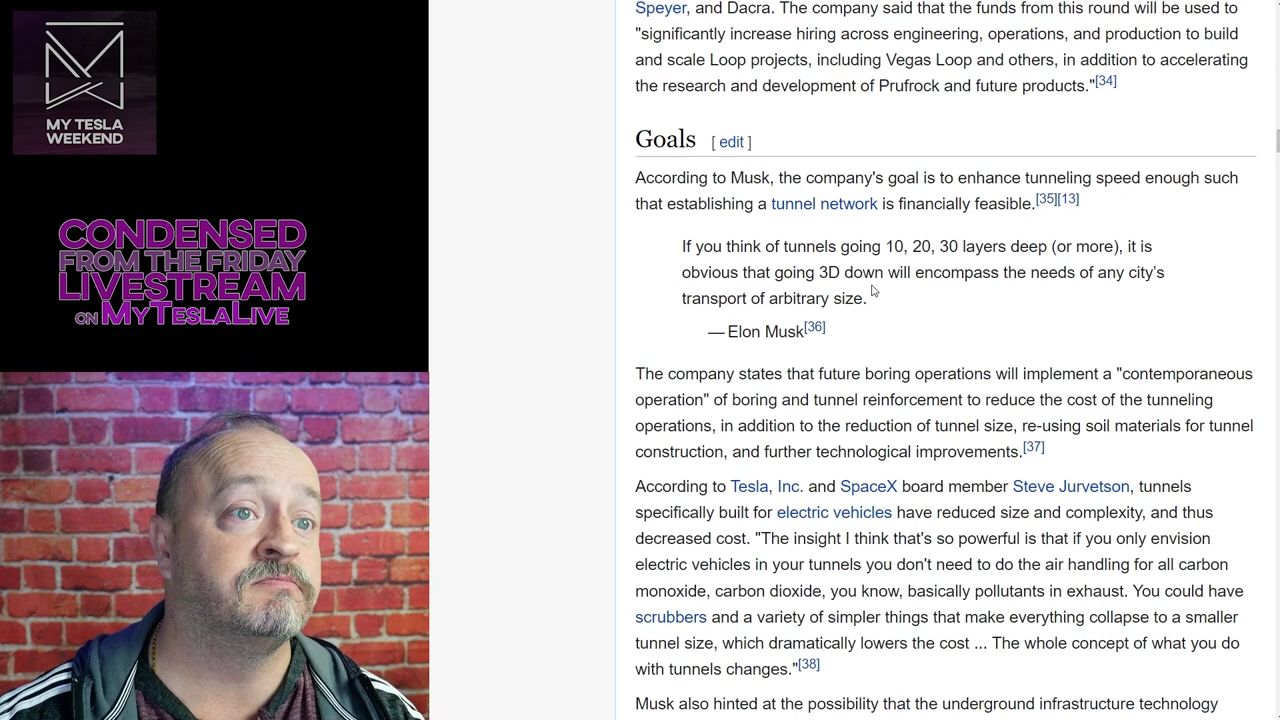 MY TESLA
WEEKEND
CONDENSED
FROM THE FRIDAY
LIVESTREAM
ON MYTESLALIVE
Speyer, and Dacra. The company said that the funds from this round will be used to
"significantly increase hiring across engineering, operations, and production to build
and scale Loop projects, including Vegas Loop and others, in addition to accelerating
the research and development of Prufrock and future products."[34]
Goals [ edit ]
According to Musk, the company's goal is to enhance tunneling speed enough such
that establishing a tunnel network is financially feasible.[35][13]
If you think of tunnels going 10, 20, 30 layers deep (or more), it is
obvious that going 3D down will encompass the needs of any city's
transport of arbitrary size.
— Elon Musk[36]
The company states that future boring operations will implement a "contemporaneous
operation" of boring and tunnel reinforcement to reduce the cost of the tunneling
operations, in addition to the reduction of tunnel size, re-using soil materials for tunnel
construction, and further technological improvements.[37]
According to Tesla, Inc. and SpaceX board member Steve Jurvetson, tunnels
specifically built for electric vehicles have reduced size and complexity, and thus
decreased cost. "The insight I think that's so powerful is that if you only envision
electric vehicles in your tunnels you don't need to do the air handling for all carbon
monoxide, carbon dioxide, you know, basically pollutants in exhaust. You could have
scrubbers and a variety of simpler things that make everything collapse to a smaller
tunnel size, which dramatically lowers the cost ... The whole concept of what you do
with tunnels changes."[38]
Musk also hinted at the possibility that the underground infrastructure technology